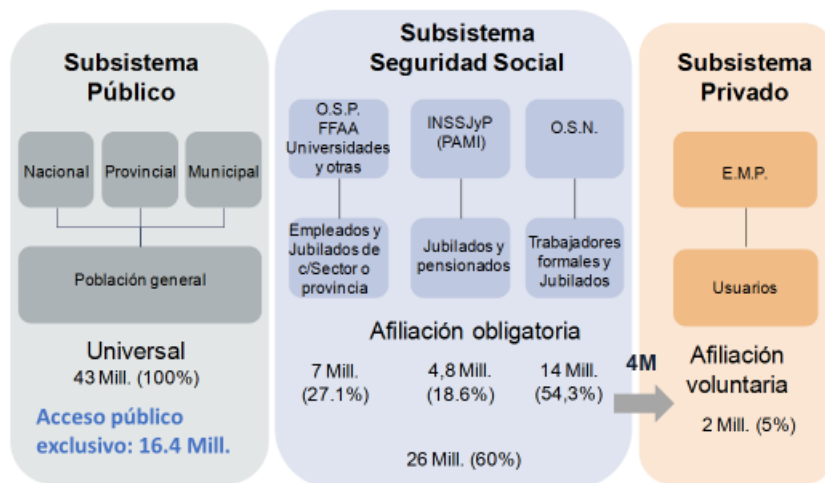 Subsistema
Público
Nacional
Provincial
Municipal
Población general
Universal
43 Mill. (100%)
Acceso público
exclusivo: 16.4 Mill.
Subsistema
Seguridad Social
O.S.P.
FFAA
Universidades
y otras
INSSJyP
(PAMI)
O.S.N.
Empleados y
Jubilados de
c/Sector o
provincia
Jubilados y
pensionados
Trabajadores
formales y
Jubilados
Afiliación obligatoria
7 Mill.
(27.1%)
4,8 Mill.
(18.6%)
14 Mill.
(54,3%)
26 Mill. (60%)
4M
Subsistema
Privado
E.M.P.
Usuarios
Afiliación
voluntaria
2 Mill. (5%)